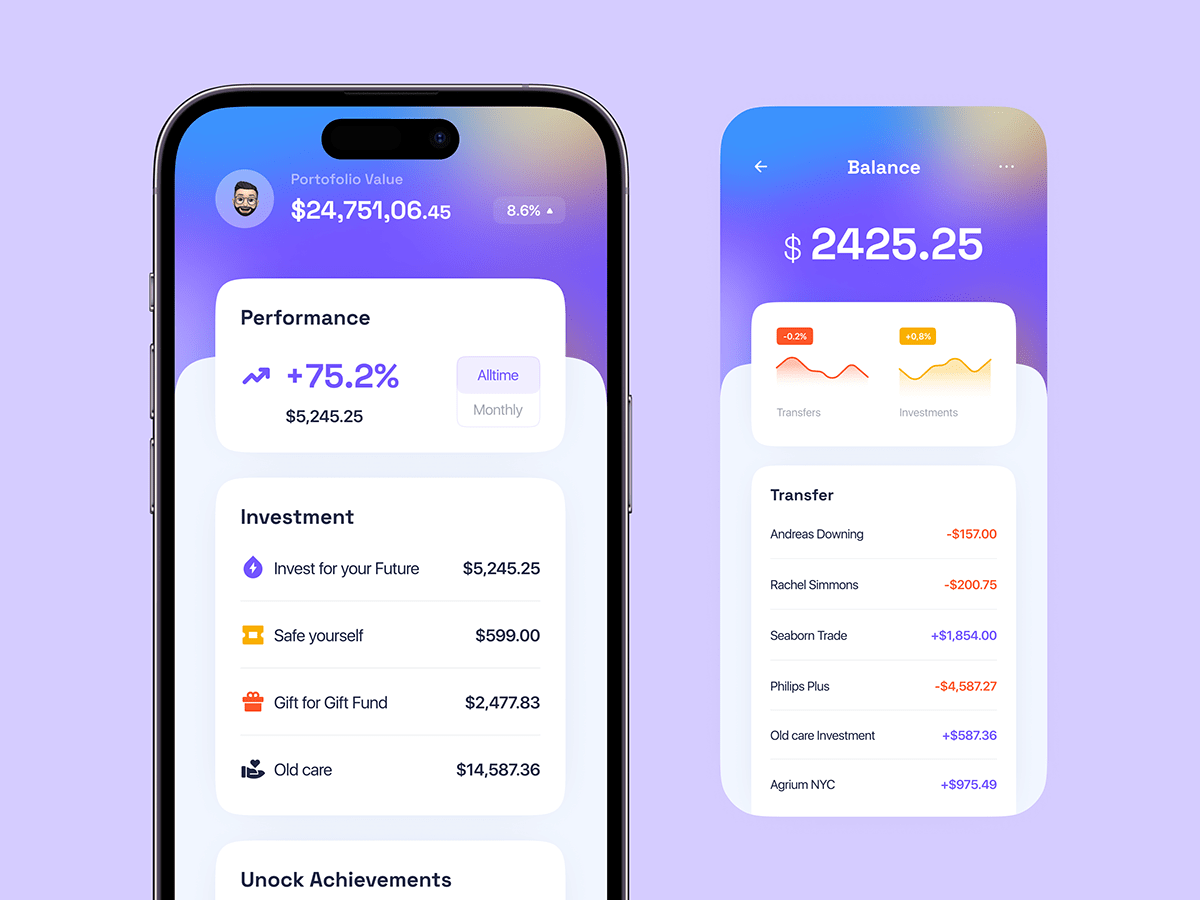 Portofolio Value
$24,751,06.45
8.6%
Performance
+75.2%
$5,245.25
Alltime
Monthly
Investment
Invest for your Future $5,245.25
Safe yourself $599.00
Gift for Gift Fund $2,477.83
Old care $14,587.36
Unock Achievements
Balance
$ 2425.25
-0.2%
+0.8%
Transfers
Investments
Transfer
Andreas Downing -$157.00
Rachel Simmons -$200.75
Seaborn Trade +$1,854.00
Philips Plus -$4,587.27
Old care Investment +$587.36
Agrium NYC +$975.49